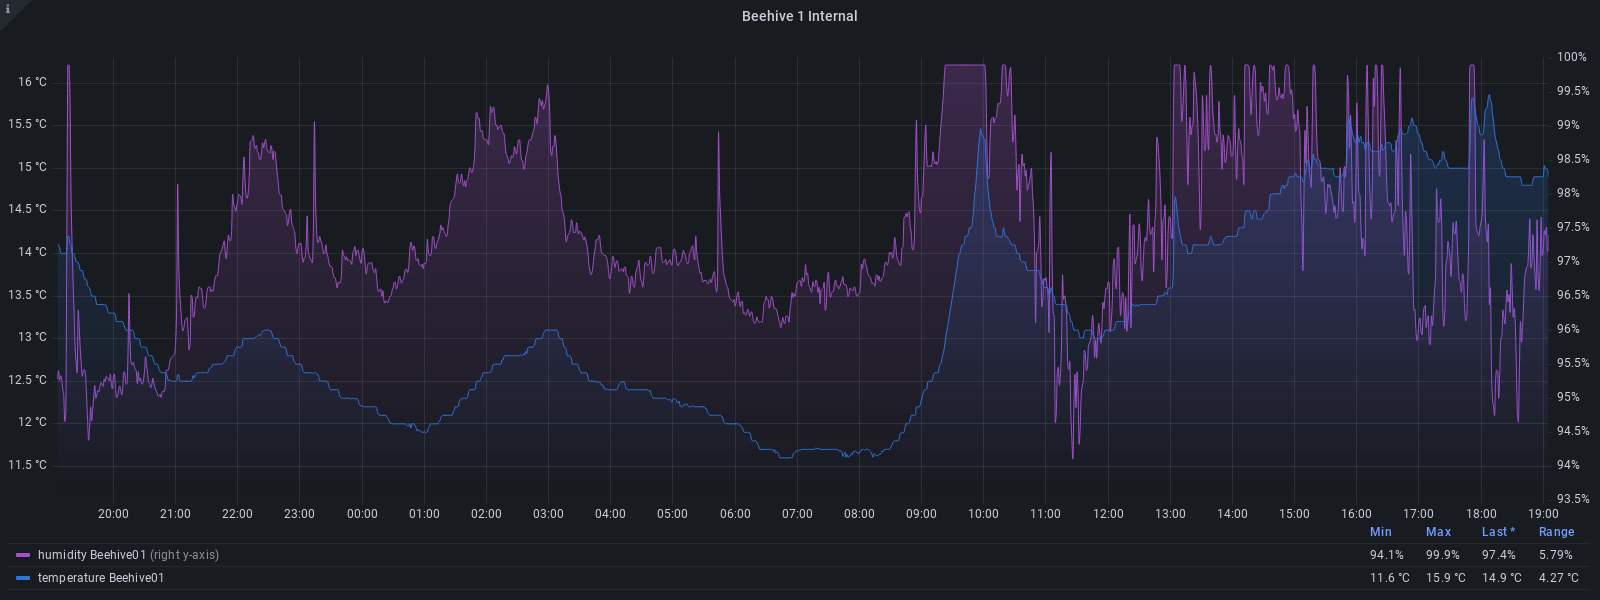 i
Beehive 1 Internal
100%
16 °C
99.5%
15.5 °C
99%
15 °C
98.5%
98%
14.5 °C
97.5%
14 °C
97%
13.5 °C
96.5%
13 °C
96%
95.5%
12.5 °C
95%
12 °C
94.5%
11.5 °C
94%
93.5%
20:00 21:00 22:00 23:00 00:00 01:00 02:00 03:00 04:00 05:00 06:00 07:00 08:00 09:00 10:00 11:00 12:00 13:00 14:00 15:00 16:00 17:00 18:00 19:00
Min Max Last * Range
humidity Beehive01 (right y-axis) 94.1% 99.9% 97.4% 5.79%
temperature Beehive01 11.6 °C 15.9 °C 14.9 °C 4.27 °C